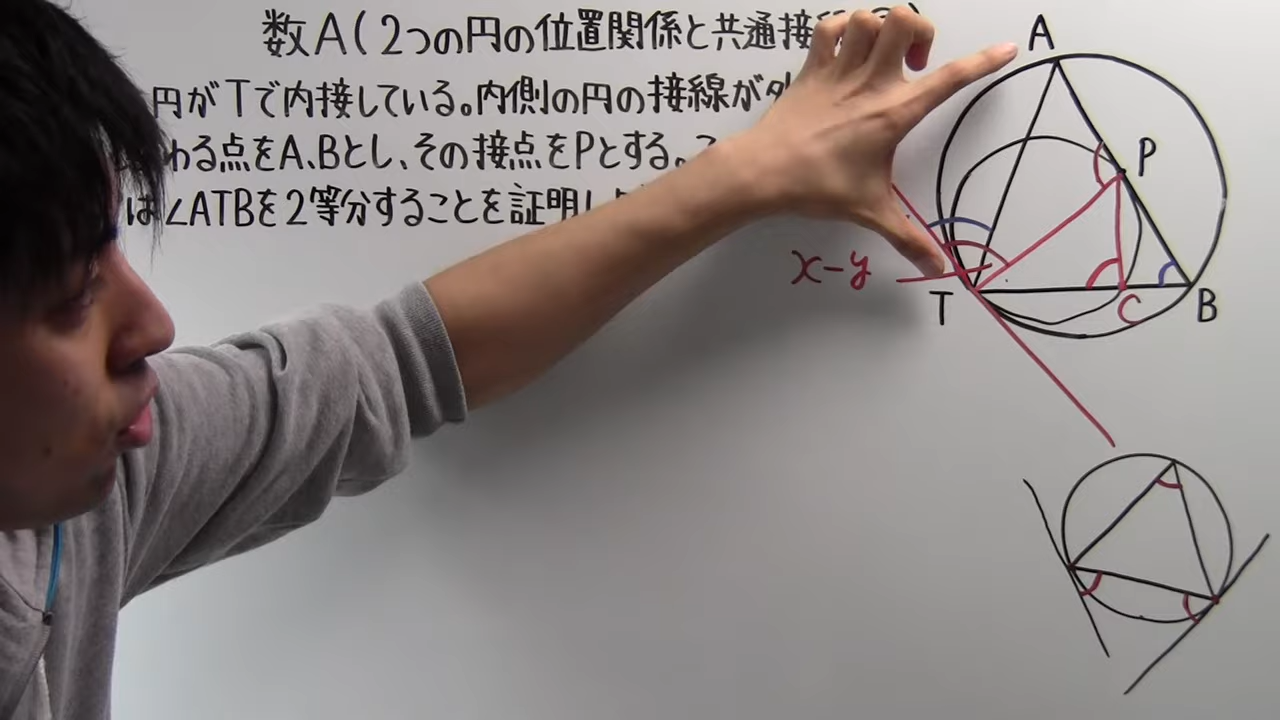 数A(2つの円の位置関係と共通接
円がTで内接している。内側の円の接線が外
わる点をA、Bとし、その接点をPとする。
は∠ATBを2等分することを証明し
A
P
x-y
T
C
B